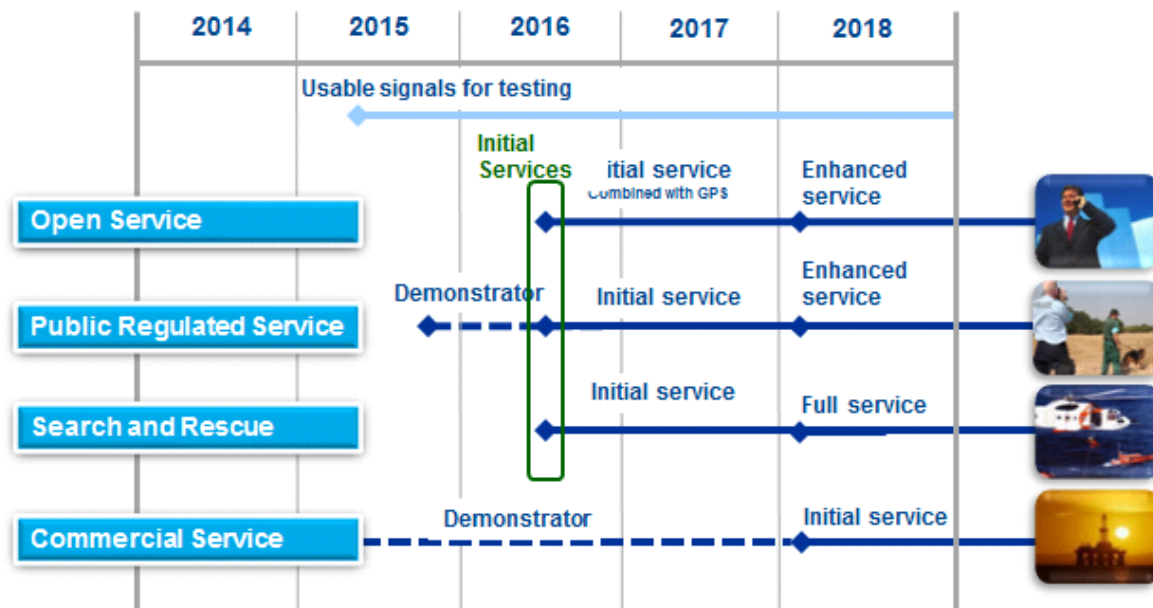 2014 2015 2016 2017 2018
Usable signals for testing
Initial
Services
itial service
Combined with GPS
Enhanced
service
Open Service
Demonstrator
Initial service
Enhanced
service
Public Regulated Service
Initial service
Full service
Search and Rescue
Demonstrator
Initial service
Commercial Service